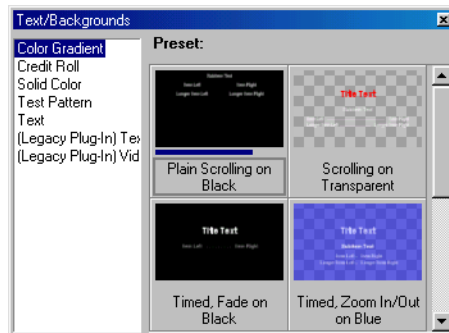 Text/Backgrounds
Color Gradient
Credit Roll
Solid Color
Test Pattern
Text
(Legacy Plug-In) Tex
(Legacy Plug-In) Vid
Preset:
Title Text
Plain Scrolling on
Black
Scrolling on
Transparent
Title Text
Title Text
Timed, Fade on
Black
Timed, Zoom In/Out
on Blue